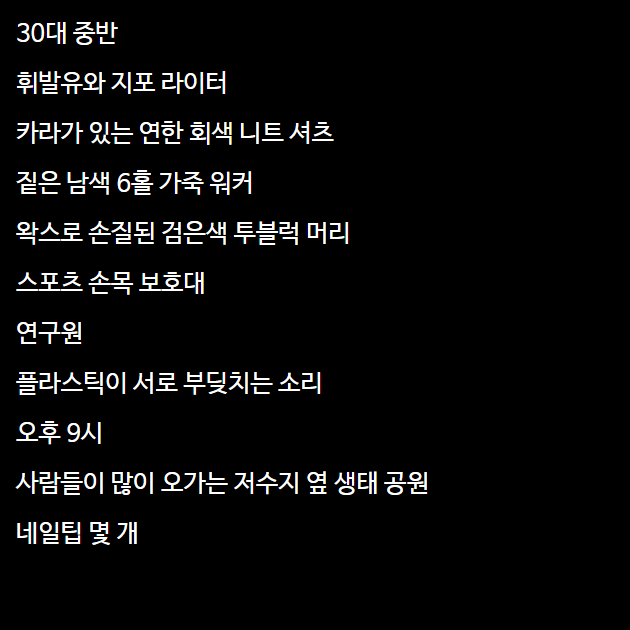 30대 중반
휘발유와 지포 라이터
카라가 있는 연한 회색 니트 셔츠
짙은 남색 6홀 가죽 워커
왁스로 손질된 검은색 투블럭 머리
스포츠 손목 보호대
연구원
플라스틱이 서로 부딪치는 소리
오후 9시
사람들이 많이 오가는 저수지 옆 생태 공원
네일팁 몇 개